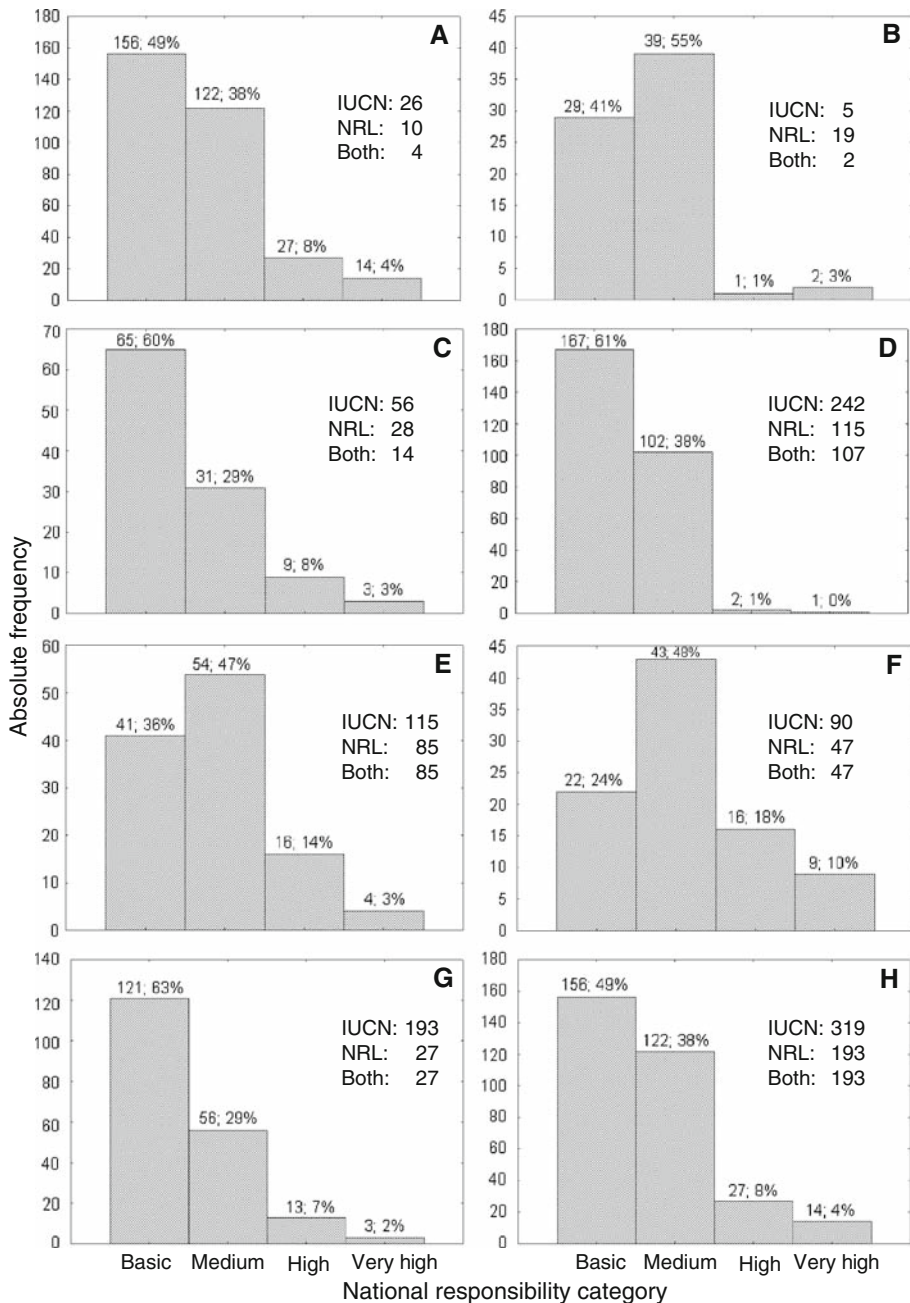 A
180
160
140
120
100
80
60
40
20
0
156; 49%
122; 38%
27; 8%
14; 4%
IUCN: 26
NRL: 10
Both: 4
B
45
40
35
30
25
20
15
10
5
0
29; 41%
39; 55%
1; 1%
2; 3%
IUCN: 5
NRL: 19
Both: 2
C
70
60
50
40
30
20
10
0
65; 60%
31; 29%
9; 8%
3; 3%
IUCN: 56
NRL: 28
Both: 14
D
180
160
140
120
100
80
60
40
20
0
167; 61%
102; 38%
2; 1%
1; 0%
IUCN: 242
NRL: 115
Both: 107
Absolute frequency
E
60
50
40
30
20
10
0
41; 36%
54; 47%
16; 14%
4; 3%
IUCN: 115
NRL: 85
Both: 85
F
45
40
35
30
25
20
15
10
5
0
22; 24%
43; 48%
16; 18%
9; 10%
IUCN: 90
NRL: 47
Both: 47
G
140
120
100
80
60
40
20
0
121; 63%
56; 29%
13; 7%
3; 2%
IUCN: 193
NRL: 27
Both: 27
Basic Medium High Very high
H
180
160
140
120
100
80
60
40
20
0
156; 49%
122; 38%
27; 8%
14; 4%
IUCN: 319
NRL: 193
Both: 193
Basic Medium High Very high
National responsibility category